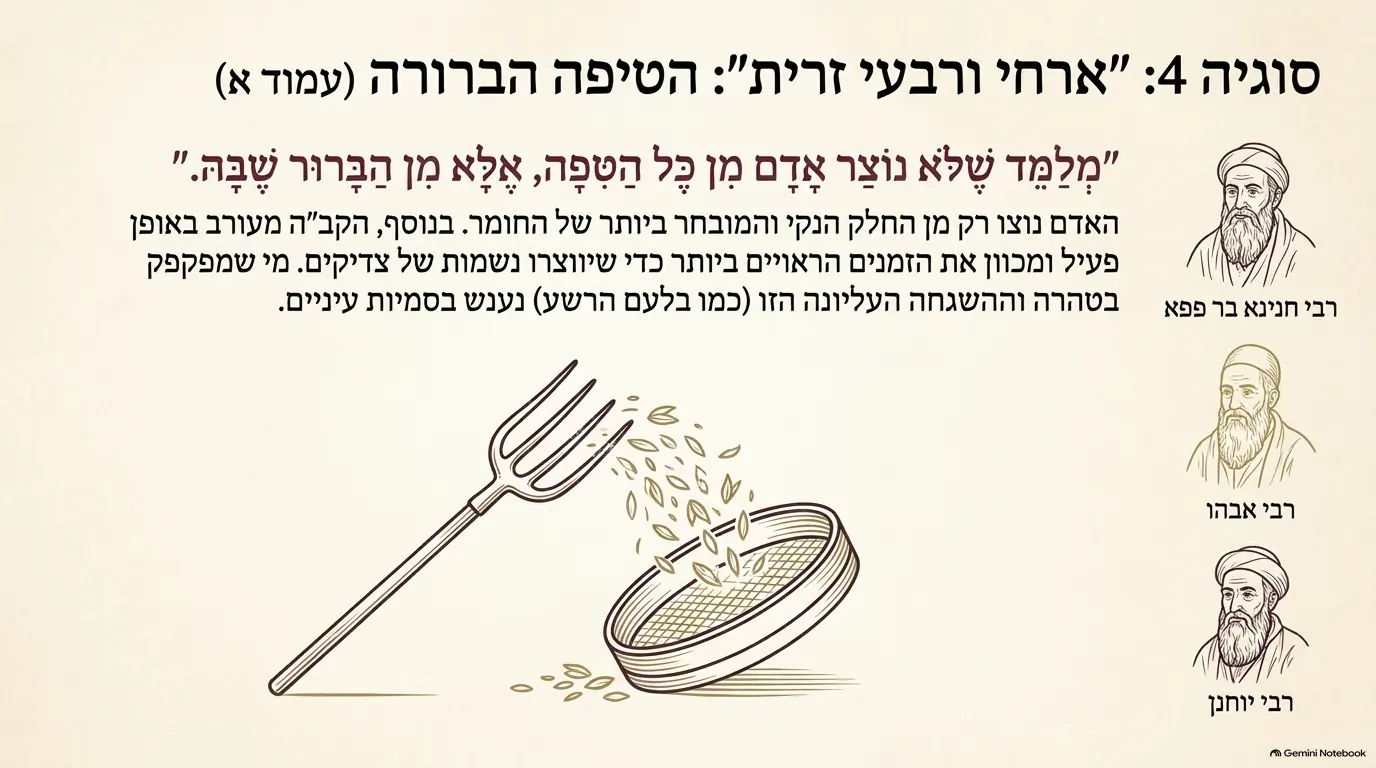 סוגיה 4: "ארחי ורבעי זרית": הטיפה הברורה (עמוד א)
"מְלַמֵּד שֶׁלֹּא נוֹצַר אָדָם מִן כׇּל הַטִּפָּה, אֶלָּא מִן הַבָּרוּר שֶׁבָּהּ."
האדם נוצו רק מן החלק הנקי והמובחר ביותר של החומר. בנוסף, הקב"ה מעורב באופן
פעיל ומכוון את הזמנים הראויים ביותר כדי שיווצרו נשמות של צדיקים. מי שמפקפק
בטהרה וההשגחה העליונה הזו (כמו בלעם הרשע) נענש בסמיות עיניים.
רבי חנינא בר פפא
רבי אבהו
רבי יוחנן
Gemini Notebook